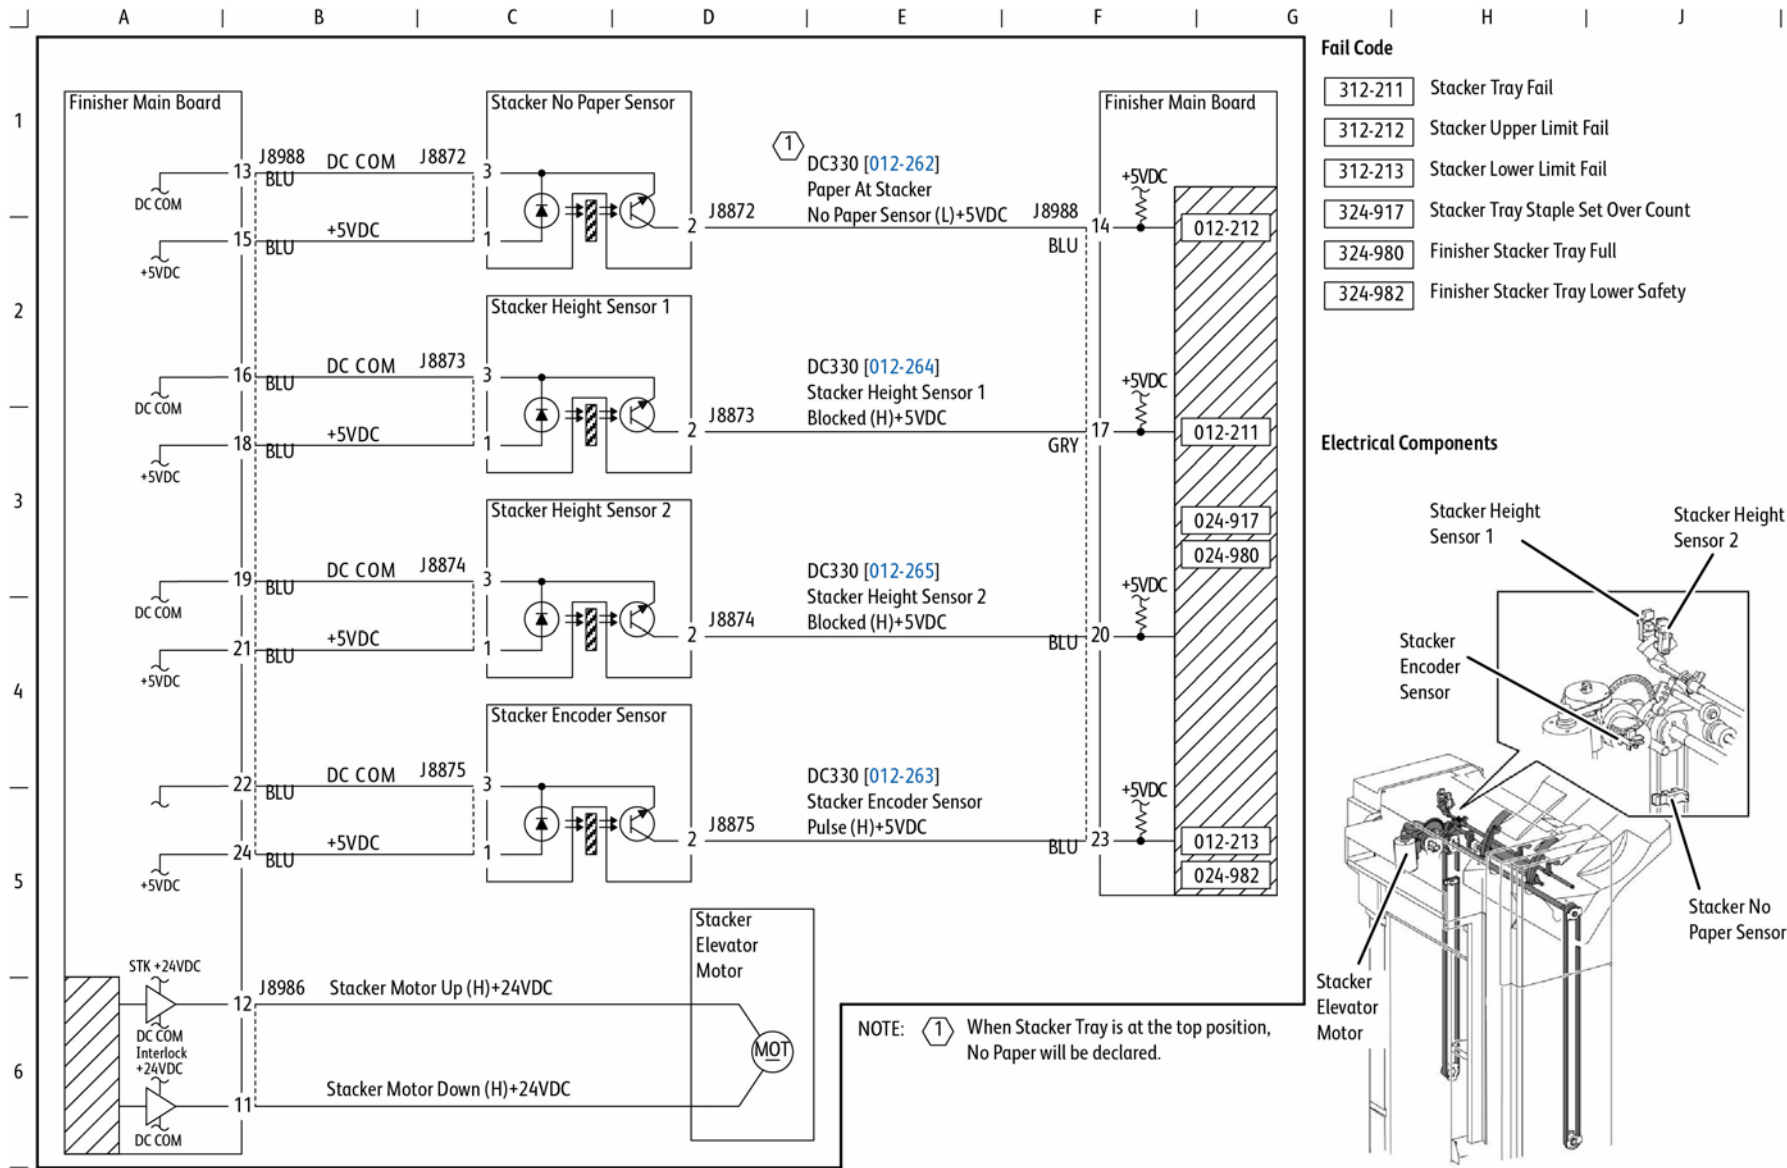 A B C D E F G H J
Fail Code
312-211 Stacker Tray Fail
312-212 Stacker Upper Limit Fail
312-213 Stacker Lower Limit Fail
324-917 Stacker Tray Staple Set Over Count
324-980 Finisher Stacker Tray Full
324-982 Finisher Stacker Tray Lower Safety
1
2
3
4
5
6
Finisher Main Board
Stacker No Paper Sensor
Finisher Main Board
DC COM
13
J8988
BLU
DC COM
J8872
3
+5VDC
15
BLU
+5VDC
1
2
J8872
1
DC330 [012-262]
Paper At Stacker
No Paper Sensor (L)+5VDC
J8988
BLU
14
+5VDC
012-212
Stacker Height Sensor 1
DC COM
16
BLU
DC COM
J8873
3
+5VDC
18
BLU
+5VDC
1
2
J8873
DC330 [012-264]
Stacker Height Sensor 1
Blocked (H)+5VDC
GRY
17
+5VDC
012-211
024-917
024-980
Stacker Height Sensor 2
DC COM
19
BLU
DC COM
J8874
3
+5VDC
21
BLU
+5VDC
1
2
J8874
DC330 [012-265]
Stacker Height Sensor 2
Blocked (H)+5VDC
BLU
20
+5VDC
Stacker Encoder Sensor
22
BLU
DC COM
J8875
3
+5VDC
24
BLU
+5VDC
1
2
J8875
DC330 [012-263]
Stacker Encoder Sensor
Pulse (H)+5VDC
BLU
23
+5VDC
012-213
024-982
Stacker
Elevator
Motor
STK +24VDC
12
J8986
Stacker Motor Up (H)+24VDC
DC COM
Interlock
+24VDC
11
Stacker Motor Down (H)+24VDC
DC COM
MOT
NOTE: 1 When Stacker Tray is at the top position,
No Paper will be declared.
Electrical Components
Stacker Height
Sensor 1
Stacker Height
Sensor 2
Stacker
Encoder
Sensor
Stacker No
Paper Sensor
Stacker
Elevator
Motor